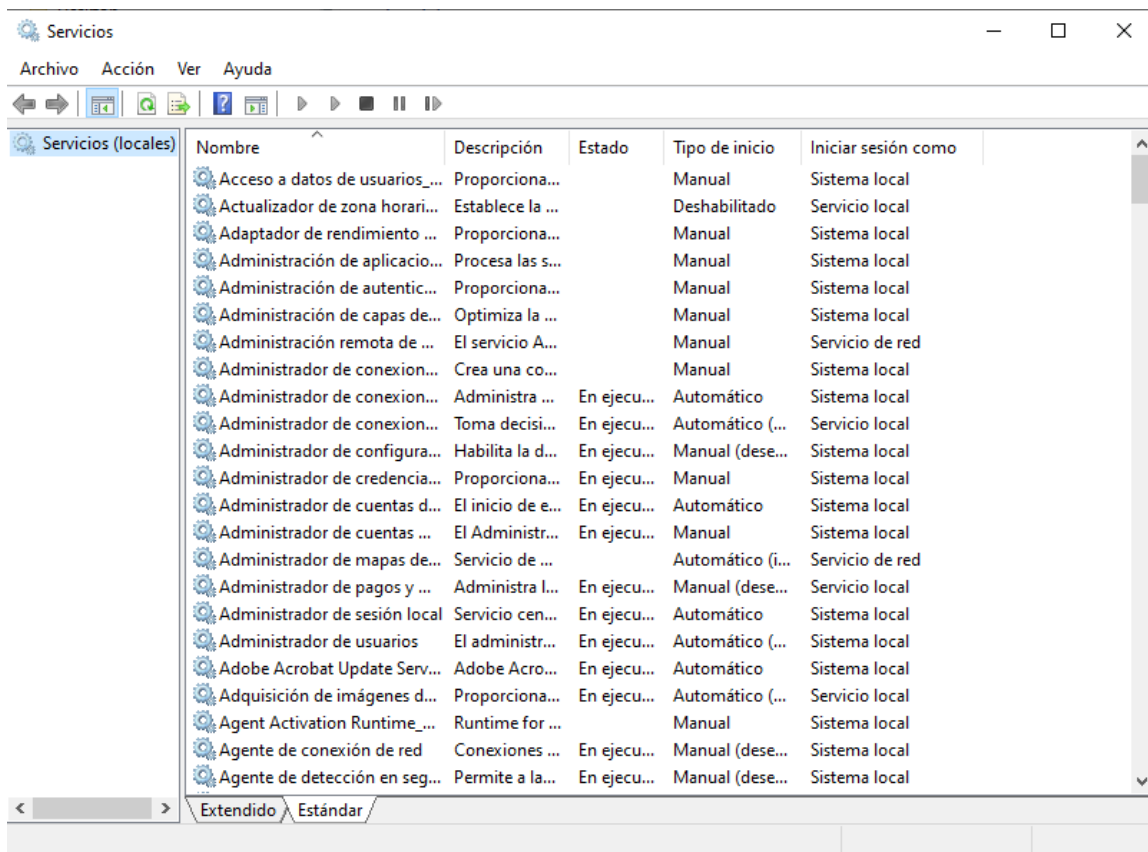 Servicios
Archivo Acción Ver Ayuda
Servicios (locales)
Nombre Descripción Estado Tipo de inicio Iniciar sesión como
Acceso a datos de usuarios_... Proporciona... Manual Sistema local
Actualizador de zona horari... Establece la ... Deshabilitado Servicio local
Adaptador de rendimiento ... Proporciona... Manual Sistema local
Administración de aplicacio... Procesa las s... Manual Sistema local
Administración de autentic... Proporciona... Manual Sistema local
Administración de capas de... Optimiza la ... Manual Sistema local
Administración remota de ... El servicio A... Manual Servicio de red
Administrador de conexion... Crea una co... Manual Sistema local
Administrador de conexion... Administra ... En ejecu... Automático Sistema local
Administrador de conexion... Toma decisi... En ejecu... Automático (... Servicio local
Administrador de configura... Habilita la d... En ejecu... Manual (dese... Sistema local
Administrador de credencia... Proporciona... En ejecu... Manual Sistema local
Administrador de cuentas d... El inicio de e... En ejecu... Automático Sistema local
Administrador de cuentas ... El Administr... En ejecu... Manual Sistema local
Administrador de mapas de... Servicio de ... Automático (i... Servicio de red
Administrador de pagos y ... Administra l... En ejecu... Manual (dese... Servicio local
Administrador de sesión local Servicio cen... En ejecu... Automático Sistema local
Administrador de usuarios El administr... En ejecu... Automático (... Sistema local
Adobe Acrobat Update Serv... Adobe Acro... En ejecu... Automático Sistema local
Adquisición de imágenes d... Proporciona... En ejecu... Automático (... Servicio local
Agent Activation Runtime_... Runtime for ... Manual Sistema local
Agente de conexión de red Conexiones ... En ejecu... Manual (dese... Sistema local
Agente de detección en seg... Permite a la... En ejecu... Manual (dese... Sistema local
Extendido Estándar